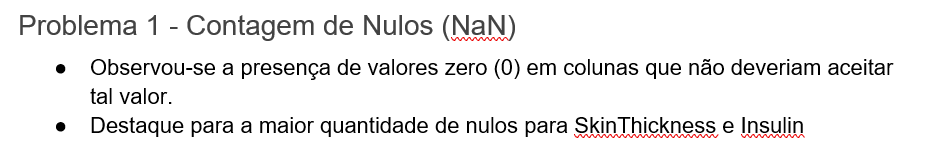 Problema 1 - Contagem de Nulos (NaN)
● Observou-se a presença de valores zero (0) em colunas que não deveriam aceitar
tal valor.
● Destaque para a maior quantidade de nulos para SkinThickness e Insulin